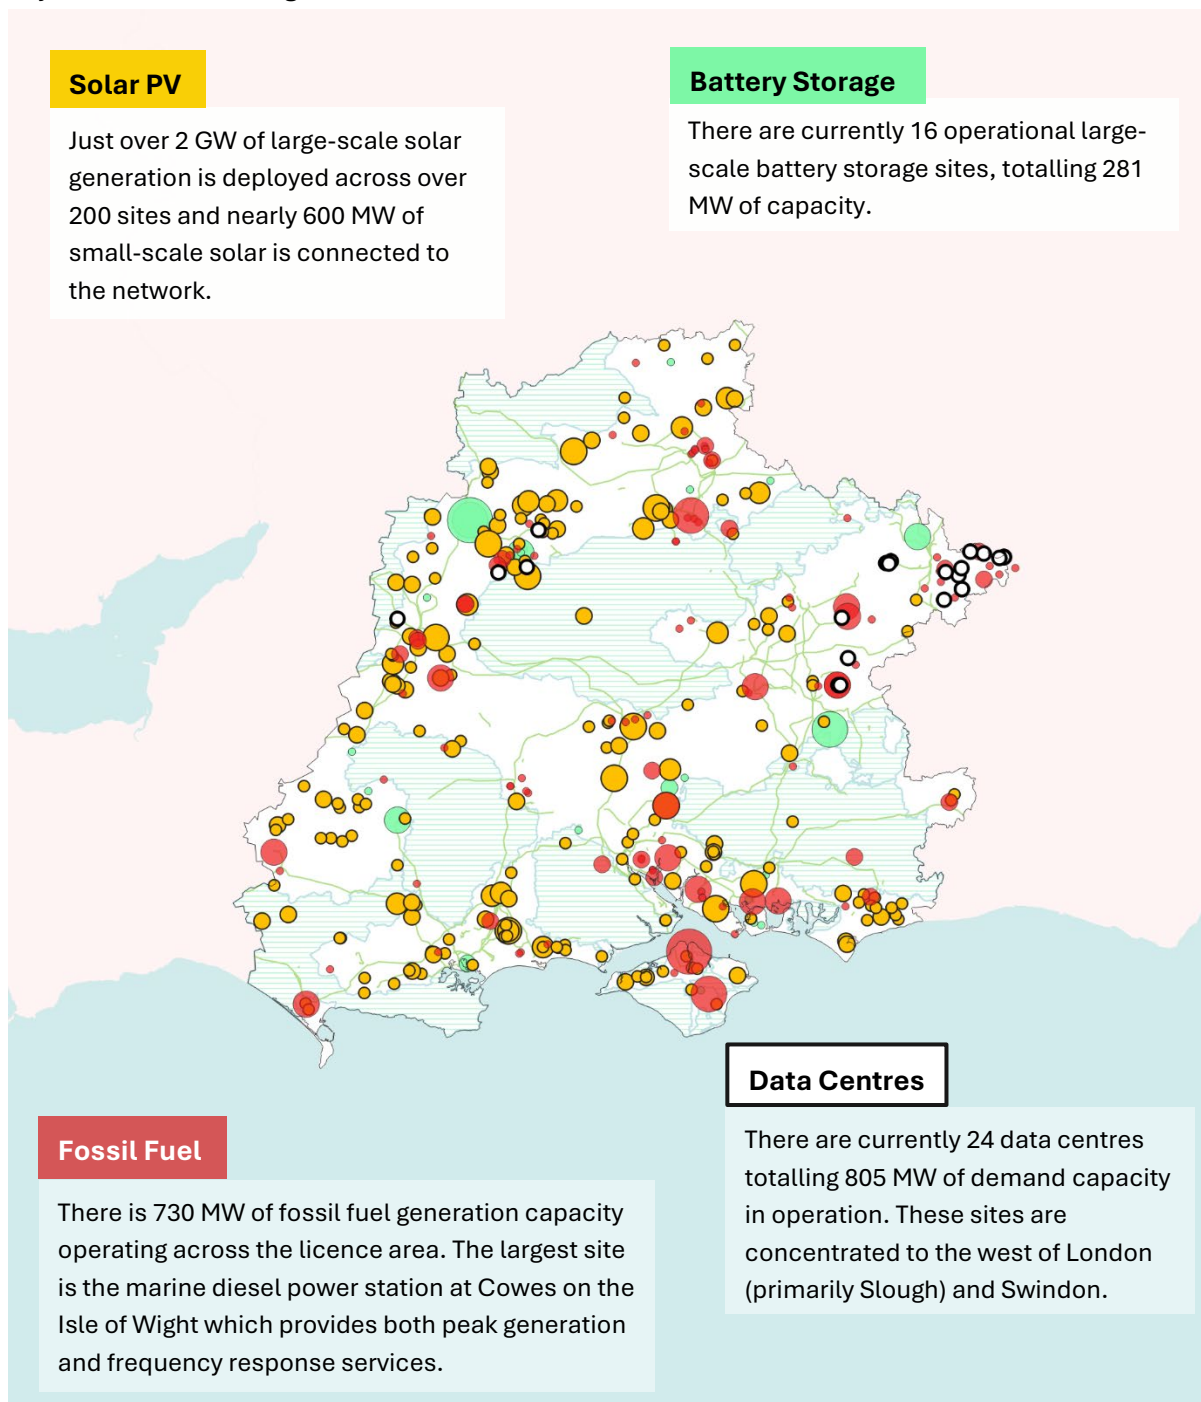 Solar PV
Just over 2 GW of large-scale solar
generation is deployed across over
200 sites and nearly 600 MW of
small-scale solar is connected to
the network.
Battery Storage
There are currently 16 operational large-
scale battery storage sites, totalling 281
MW of capacity.
Data Centres
There are currently 24 data centres
totalling 805 MW of demand capacity
in operation. These sites are
concentrated to the west of London
(primarily Slough) and Swindon.
Fossil Fuel
There is 730 MW of fossil fuel generation capacity
operating across the licence area. The largest site
is the marine diesel power station at Cowes on the
Isle of Wight which provides both peak generation
and frequency response services.